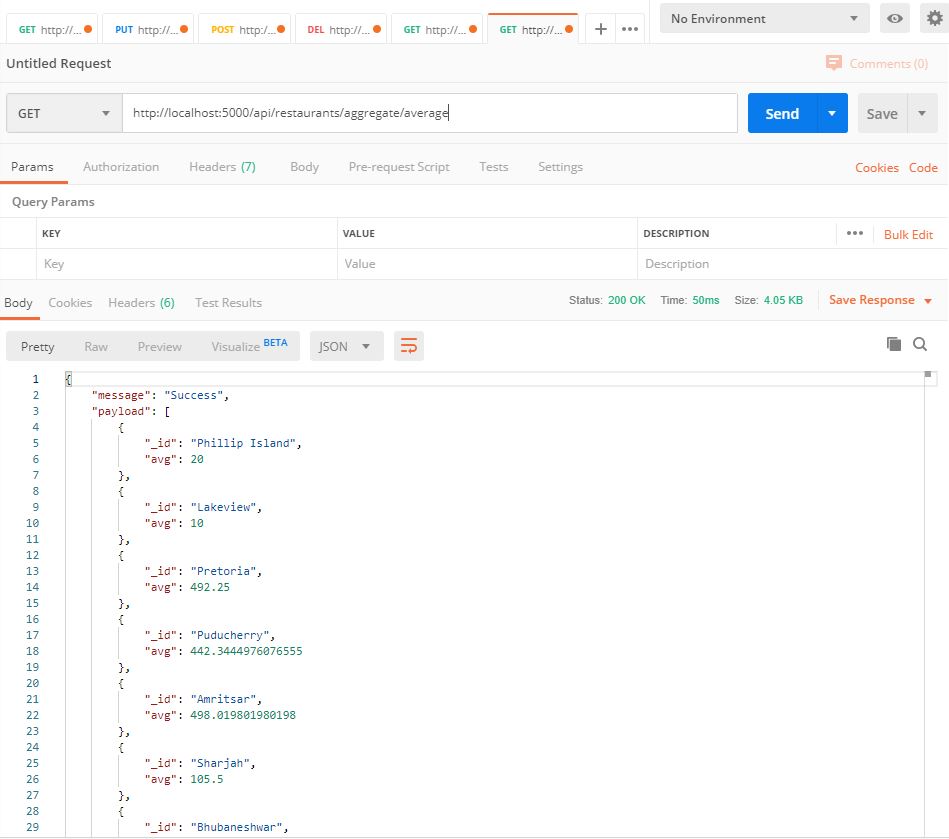 GET http://... PUT http://... POST http:/... DEL http://... GET http://... GET http://... + ••• No Environment
Untitled Request Comments (0)
GET http://localhost:5000/api/restaurants/aggregate/average Send Save
Params Authorization Headers (7) Body Pre-request Script Tests Settings Cookies Code
Query Params
KEY VALUE DESCRIPTION ••• Bulk Edit
Key Value Description
Body Cookies Headers (6) Test Results Status: 200 OK Time: 50ms Size: 4.05 KB Save Response
Pretty Raw Preview Visualize BETA JSON
1 {
2 "message": "Success",
3 "payload": [
4 {
5 "_id": "Phillip Island",
6 "avg": 20
7 },
8 {
9 "_id": "Lakeview",
10 "avg": 10
11 },
12 {
13 "_id": "Pretoria",
14 "avg": 492.25
15 },
16 {
17 "_id": "Puducherry",
18 "avg": 442.3444976076555
19 },
20 {
21 "_id": "Amritsar",
22 "avg": 498.019801980198
23 },
24 {
25 "_id": "Sharjah",
26 "avg": 105.5
27 },
28 {
29 "_id": "Bhubaneshwar",